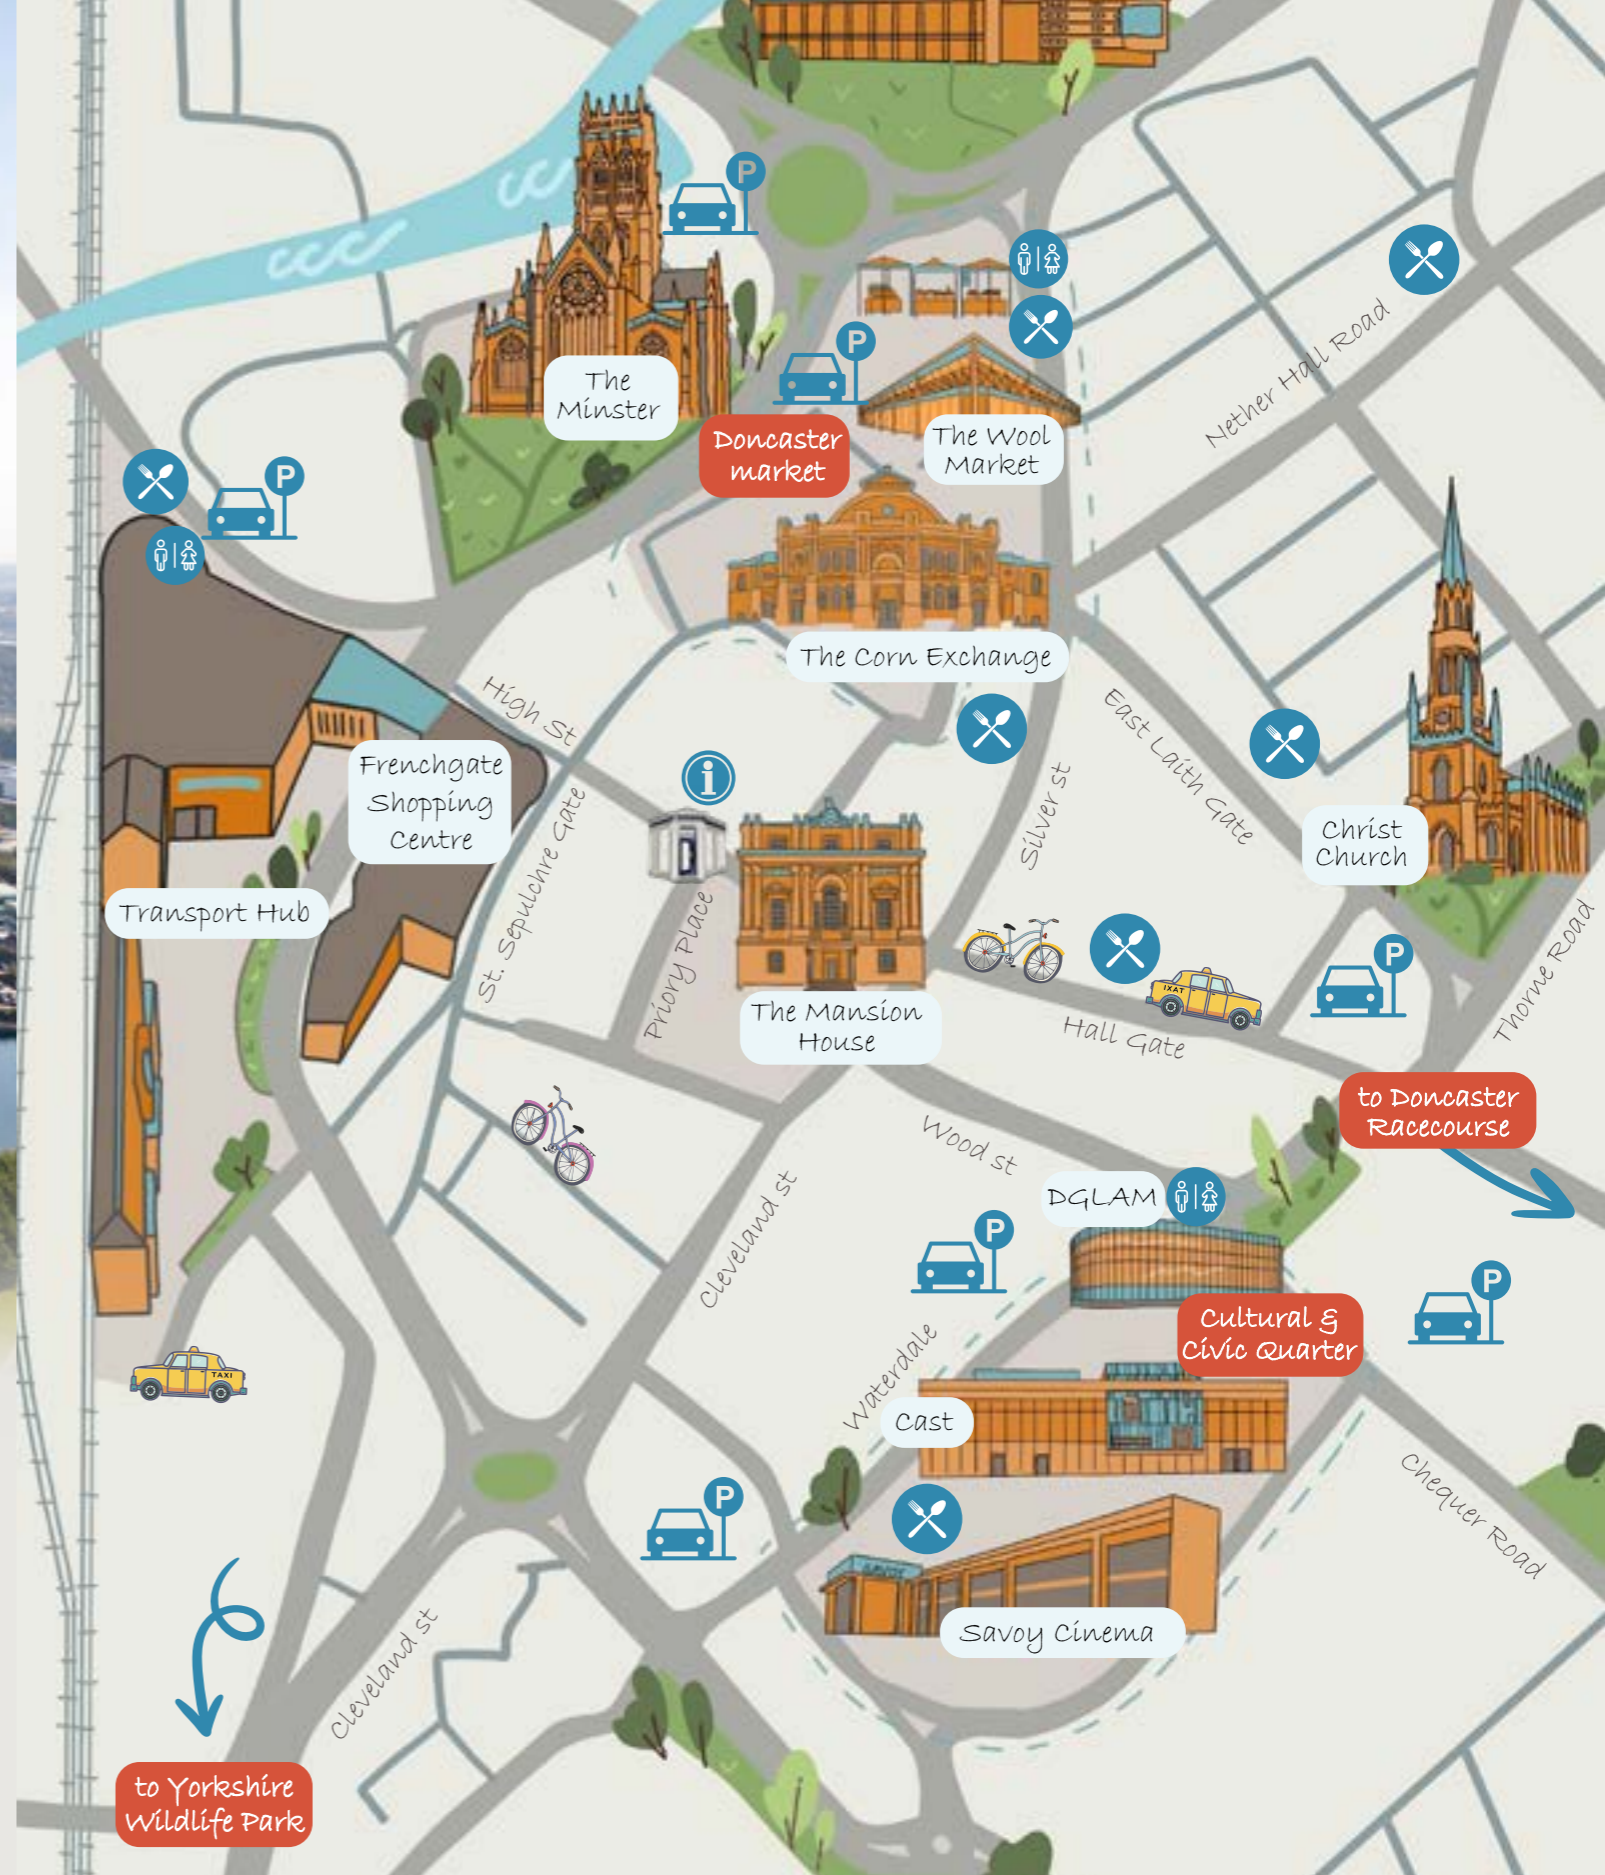 P
The
Minster
P
Doncaster
market
The Wool
Market
Nether Hall Road
P
The Corn Exchange
High St
East Laith Gate
Frenchgate
Shopping
Centre
i
Silver st
St. Sepulchre Gate
Christ
Church
Transport Hub
Priory Place
The Mansion
House
IXAT
P
Thorne Road
Hall Gate
to Doncaster
Racecourse
Wood st
DGLAM
Cleveland st
P
P
Cultural &
Civic Quarter
Waterdale
TAXI
Cast
Chequer Road
P
Savoy Cinema
Cleveland st
to Yorkshire
Wildlife Park